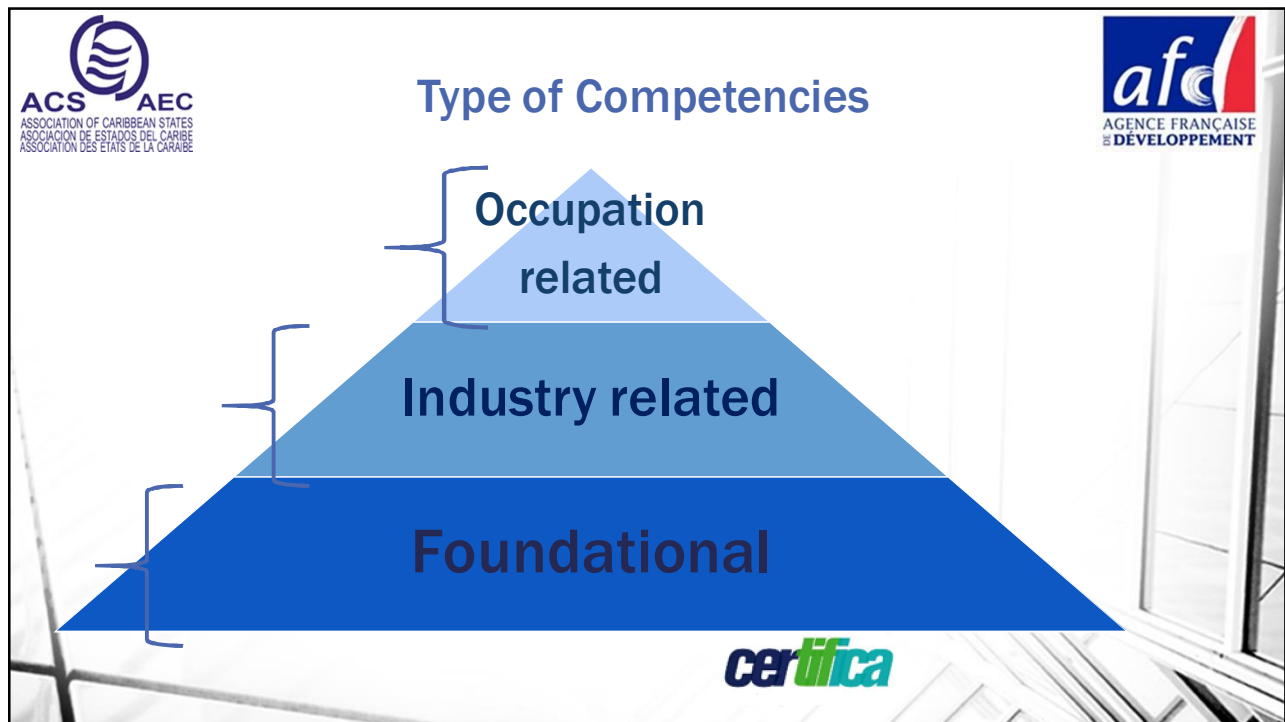 ACS AEC
ASSOCIATION OF CARIBBEAN STATES
ASOCIACION DE ESTADOS DEL CARIBE
ASSOCIATION DES ETATS DE LA CARAIBE
Type of Competencies
afd
AGENCE FRANÇAISE
DE DÉVELOPPEMENT
Occupation
related
Industry related
Foundational
certifica